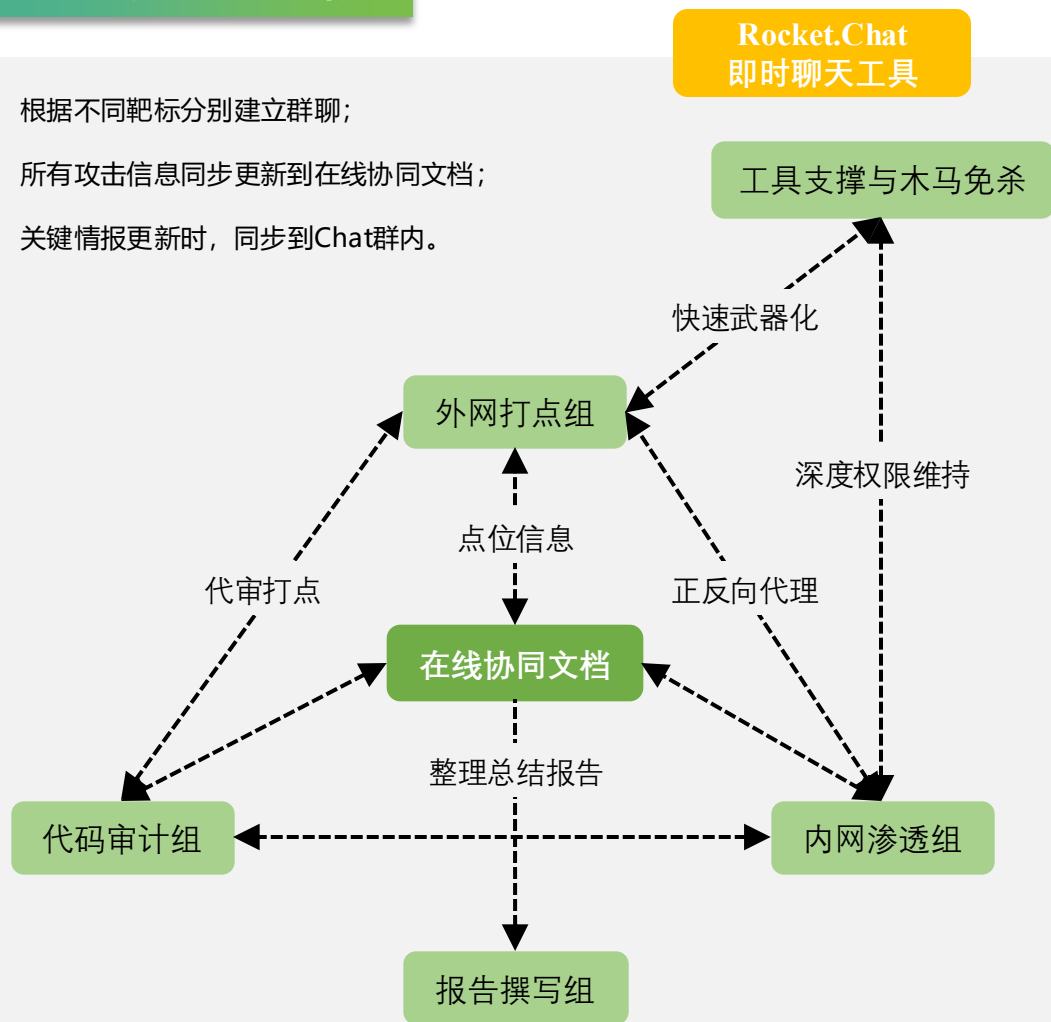 Rocket.Chat
即时聊天工具
根据不同靶标分别建立群聊；
所有攻击信息同步更新到在线协同文档；
关键情报更新时，同步到Chat群内。
工具支撑与木马免杀
快速武器化
外网打点组
深度权限维持
点位信息
代审打点
正反向代理
在线协同文档
整理总结报告
代码审计组
内网渗透组
报告撰写组